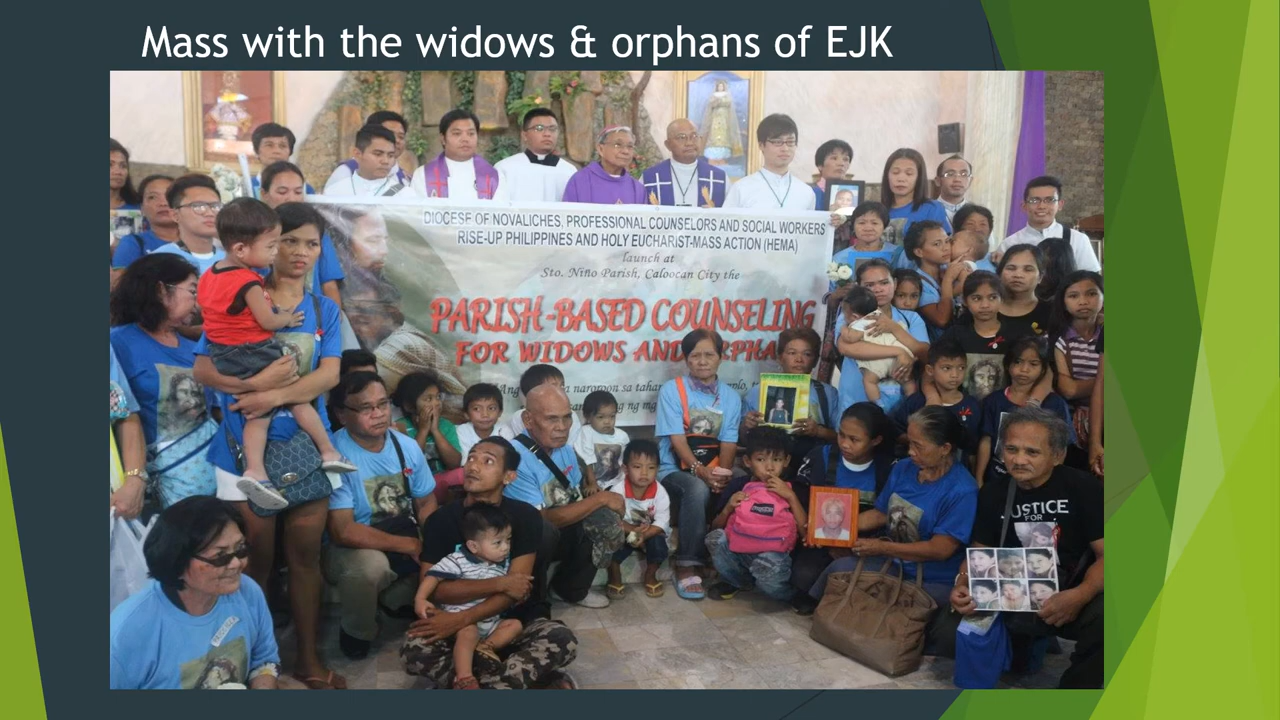 Mass with the widows & orphans of EJK
DIOCESE OF NOVALICHES, PROFESSIONAL COUNSELORS AND SOCIAL WORKERS
RISE-UP PHILIPPINES AND HOLY EUCHARIST-MASS ACTION (HEMA)
launch at
Sto. Nino Parish, Caloocan City the
PARISH-BASED COUNSELING
FOR WIDOWS AND
JUSTICE
FOR